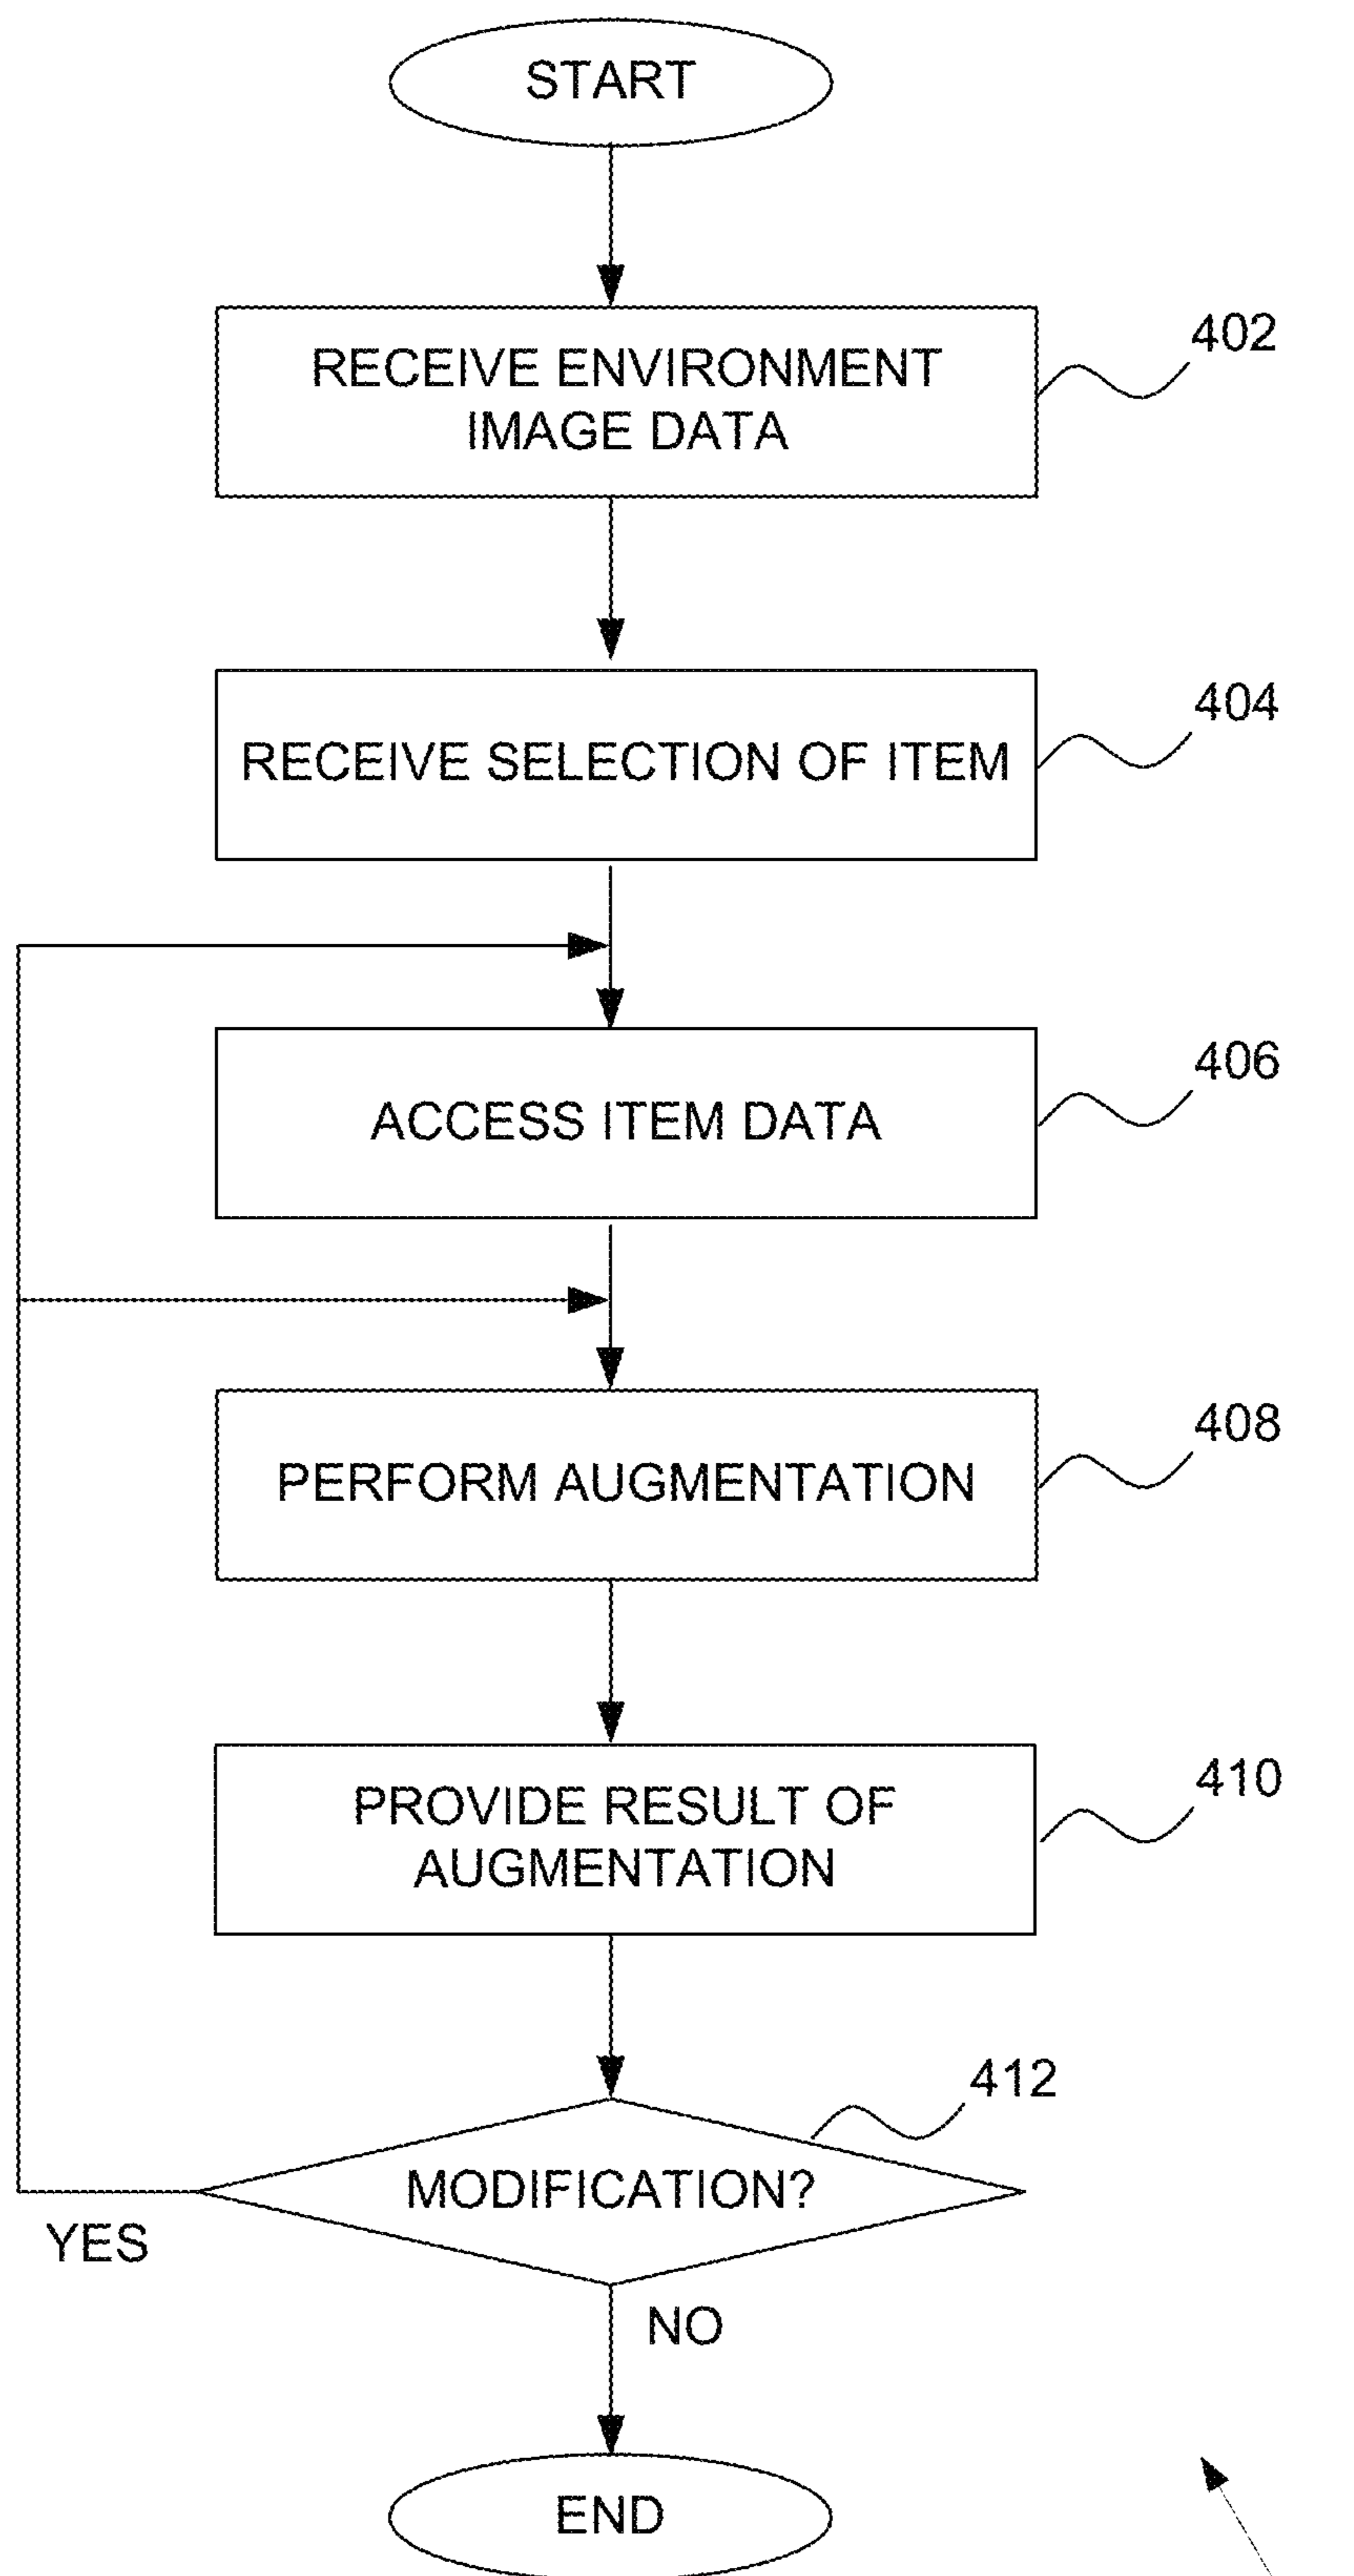 START
RECEIVE ENVIRONMENT
IMAGE DATA
402
RECEIVE SELECTION OF ITEM
404
ACCESS ITEM DATA
406
PERFORM AUGMENTATION
408
PROVIDE RESULT OF
AUGMENTATION
410
412
MODIFICATION?
YES
NO
END